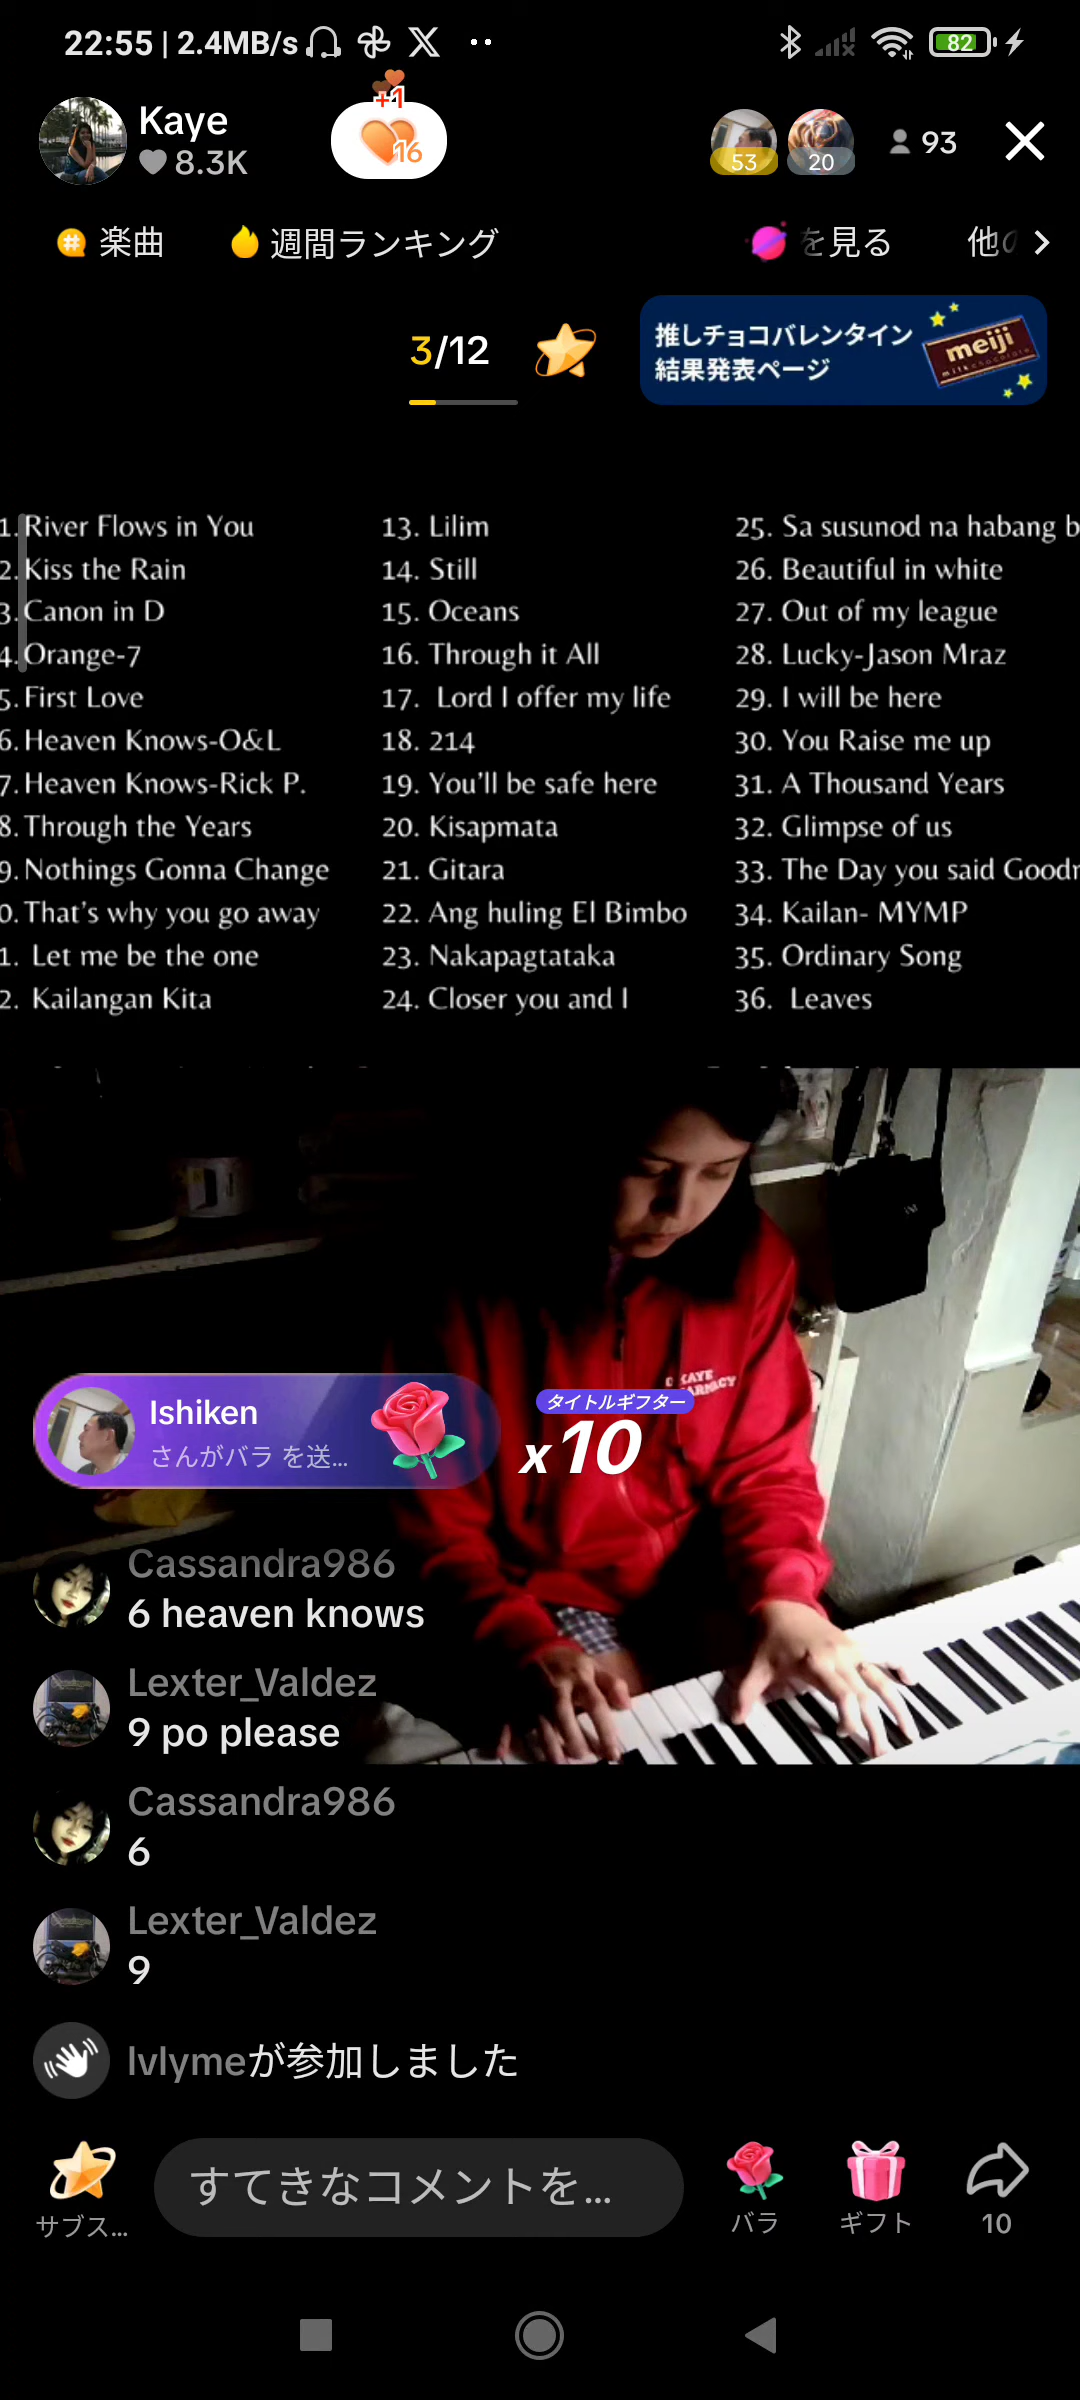 22:55 | 2.4MB/s
82
Kaye
8.3K
+1
16
53
20
93
楽曲
週間ランキング
を見る
他の
3/12
推しチョコバレンタイン
結果発表ページ
meiji
milk chocolate
1. River Flows in You
2. Kiss the Rain
3. Canon in D
4. Orange-7
5. First Love
6. Heaven Knows-O&L
7. Heaven Knows-Rick P.
8. Through the Years
9. Nothings Gonna Change
0. That's why you go away
1. Let me be the one
2. Kailangan Kita
13. Lilim
14. Still
15. Oceans
16. Through it All
17. Lord I offer my life
18. 214
19. You'll be safe here
20. Kisapmata
21. Gitara
22. Ang huling El Bimbo
23. Nakapagtataka
24. Closer you and I
25. Sa susunod na habang b
26. Beautiful in white
27. Out of my league
28. Lucky-Jason Mraz
29. I will be here
30. You Raise me up
31. A Thousand Years
32. Glimpse of us
33. The Day you said Good
34. Kailan- MYMP
35. Ordinary Song
36. Leaves
KAYE
Ishiken
さんがバラ を送...
タイトルギフター
x10
Cassandra986
6 heaven knows
Lexter_Valdez
9 po please
Cassandra986
6
Lexter_Valdez
9
lvlymeが参加しました
サブス...
すてきなコメントを...
バラ
ギフト
10